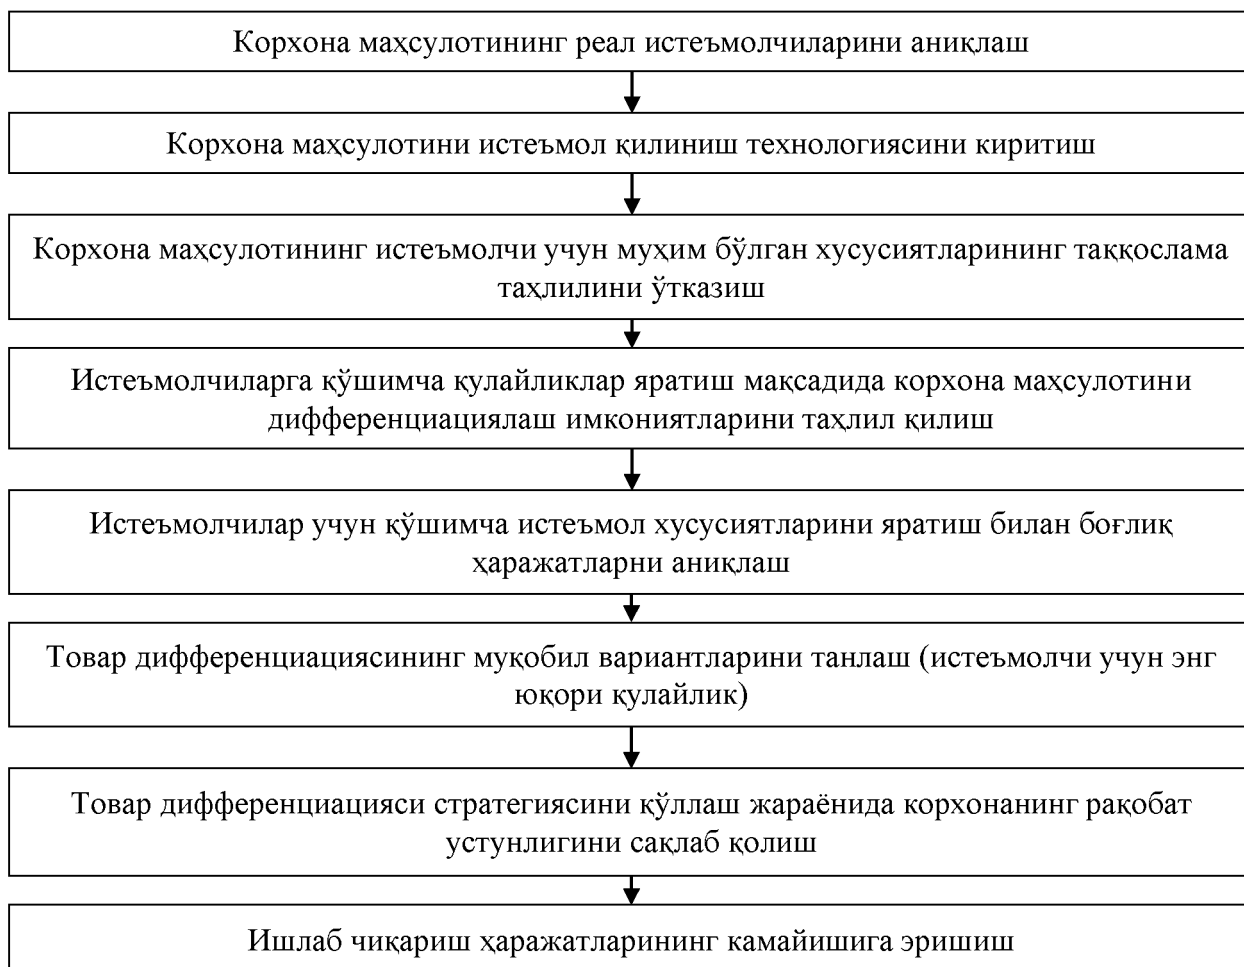 Корхона маҳсулотининг реал истеъмолчиларини аниқлаш
Корхона маҳсулотини истеъмол қилиниш технологиясини киритиш
Корхона маҳсулотининг истеъмолчи учун муҳим бўлган хусусиятларининг таққослама
таҳлилини ўтказиш
Истеъмолчиларга қўшимча қулайликлар яратиш мақсадида корхона маҳсулотини
дифференциациялаш имкониятларини таҳлил қилиш
Истеъмолчилар учун қўшимча истеъмол хусусиятларини яратиш билан боғлиқ
ҳаражатларни аниқлаш
Товар дифференциациясининг муқобил вариантларини танлаш (истеъмолчи учун энг
юқори қулайлик)
Товар дифференциацияси стратегиясини қўллаш жараёнида корхонанинг рақобат
устунлигини сақлаб қолиш
Ишлаб чиқариш ҳаражатларининг камайишига эришиш